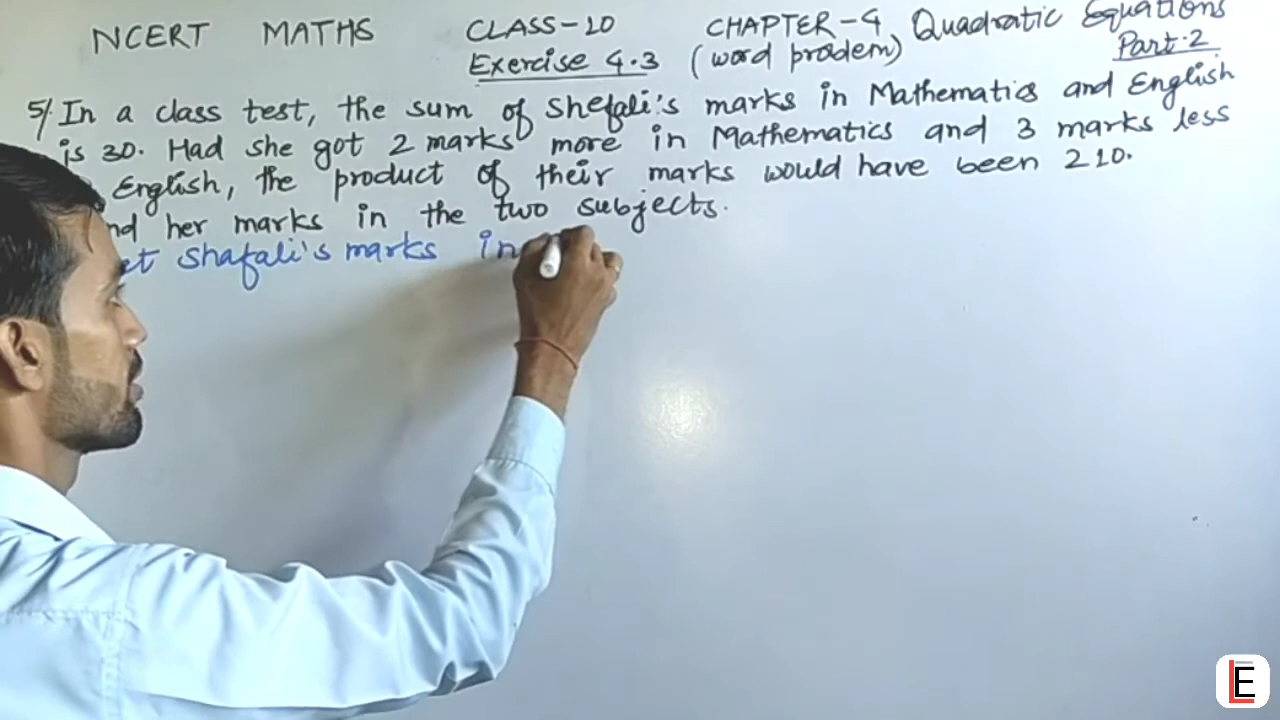 NCERT MATHS CLASS-10 CHAPTER-4 Quadratic Equations
Exercise 4.3 (word problem) Part-2
5/. In a class test, the sum of Shefali's marks in Mathematics and English
is 30. Had she got 2 marks more in Mathematics and 3 marks less
English, the product of their marks would have been 210.
her marks in the two subjects.
Shafali's marks in
LE